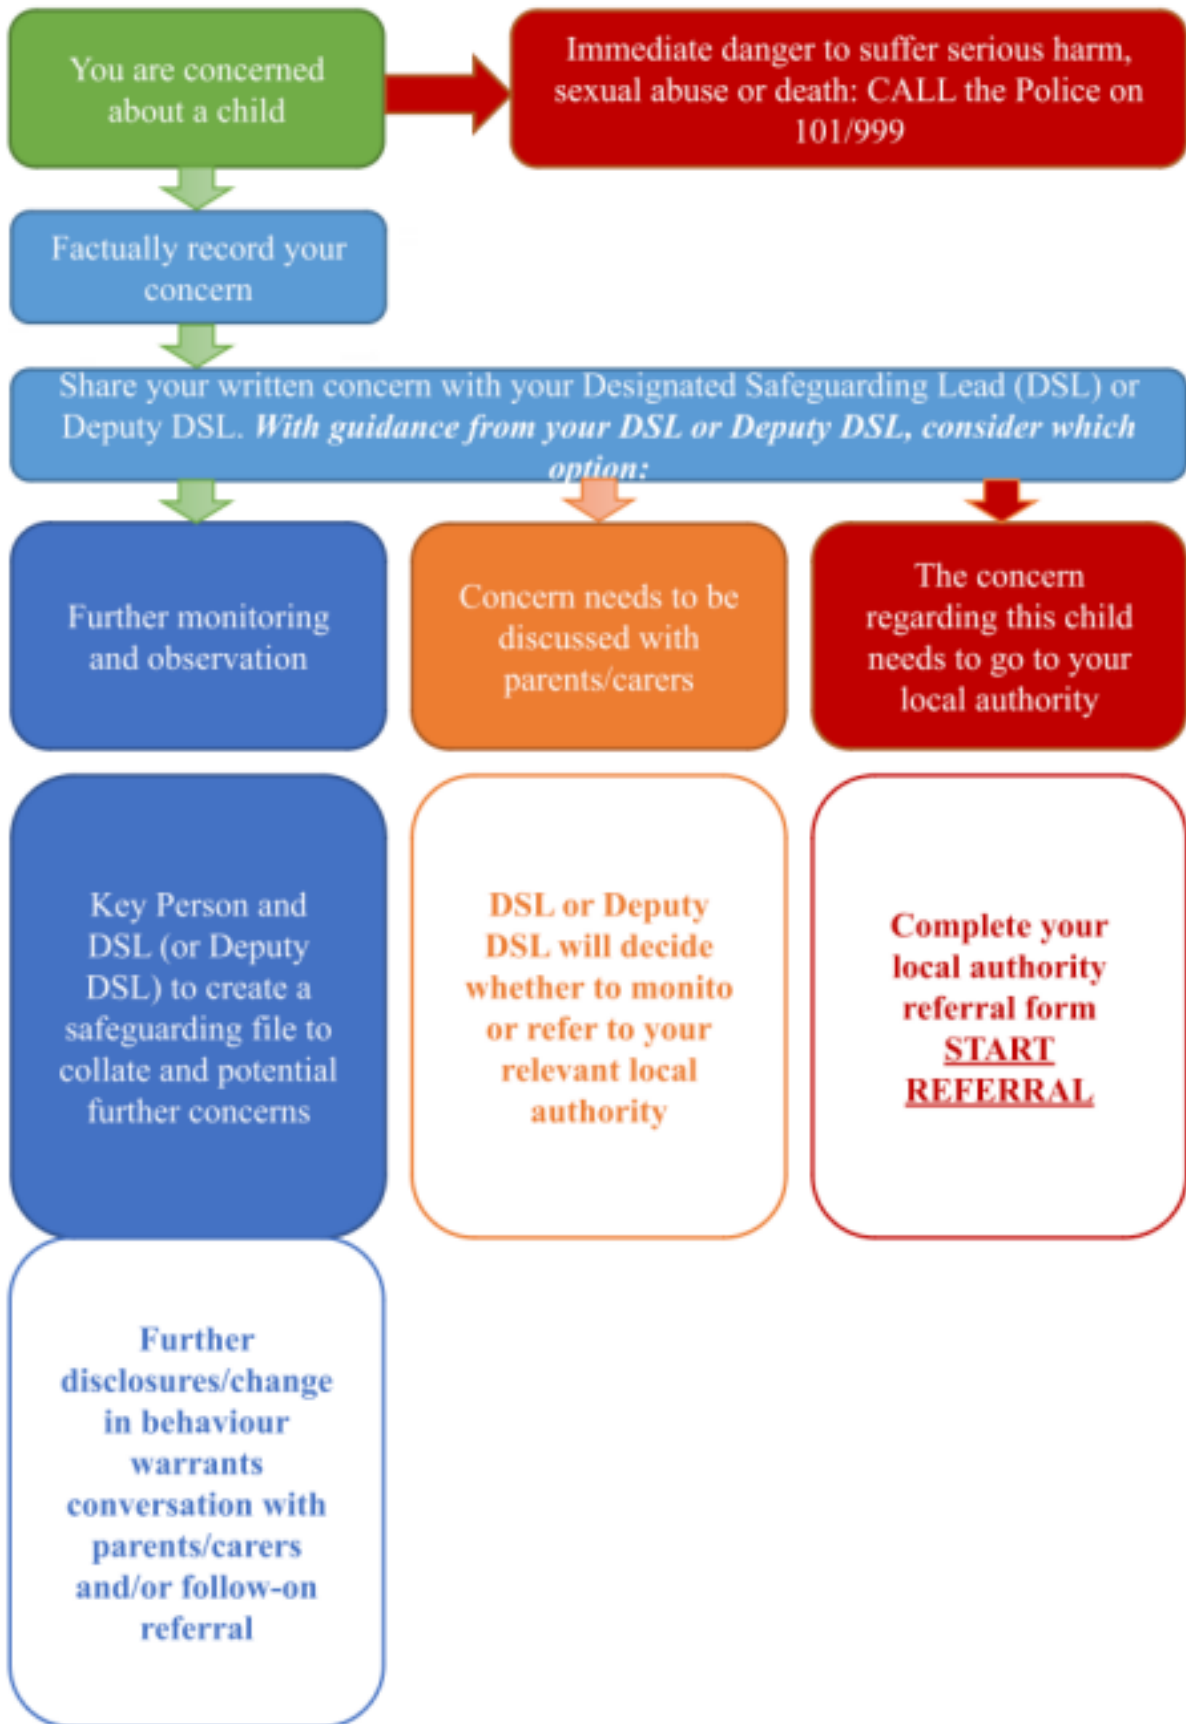 You are concerned
about a child
Immediate danger to suffer serious harm,
sexual abuse or death: CALL the Police on
101/999
Factually record your
concern
Share your written concern with your Designated Safeguarding Lead (DSL) or
Deputy DSL. With guidance from your DSL or Deputy DSL, consider which
option:
Further monitoring
and observation
Concern needs to be
discussed with
parents/carers
The concern
regarding this child
needs to go to your
local authority
Key Person and
DSL (or Deputy
DSL) to create a
safeguarding file to
collate and potential
further concerns
DSL or Deputy
DSL will decide
whether to monito
or refer to your
relevant local
authority
Complete your
local authority
referral form
START
REFERRAL
Further
disclosures/change
in behaviour
warrants
conversation with
parents/carers
and/or follow-on
referral